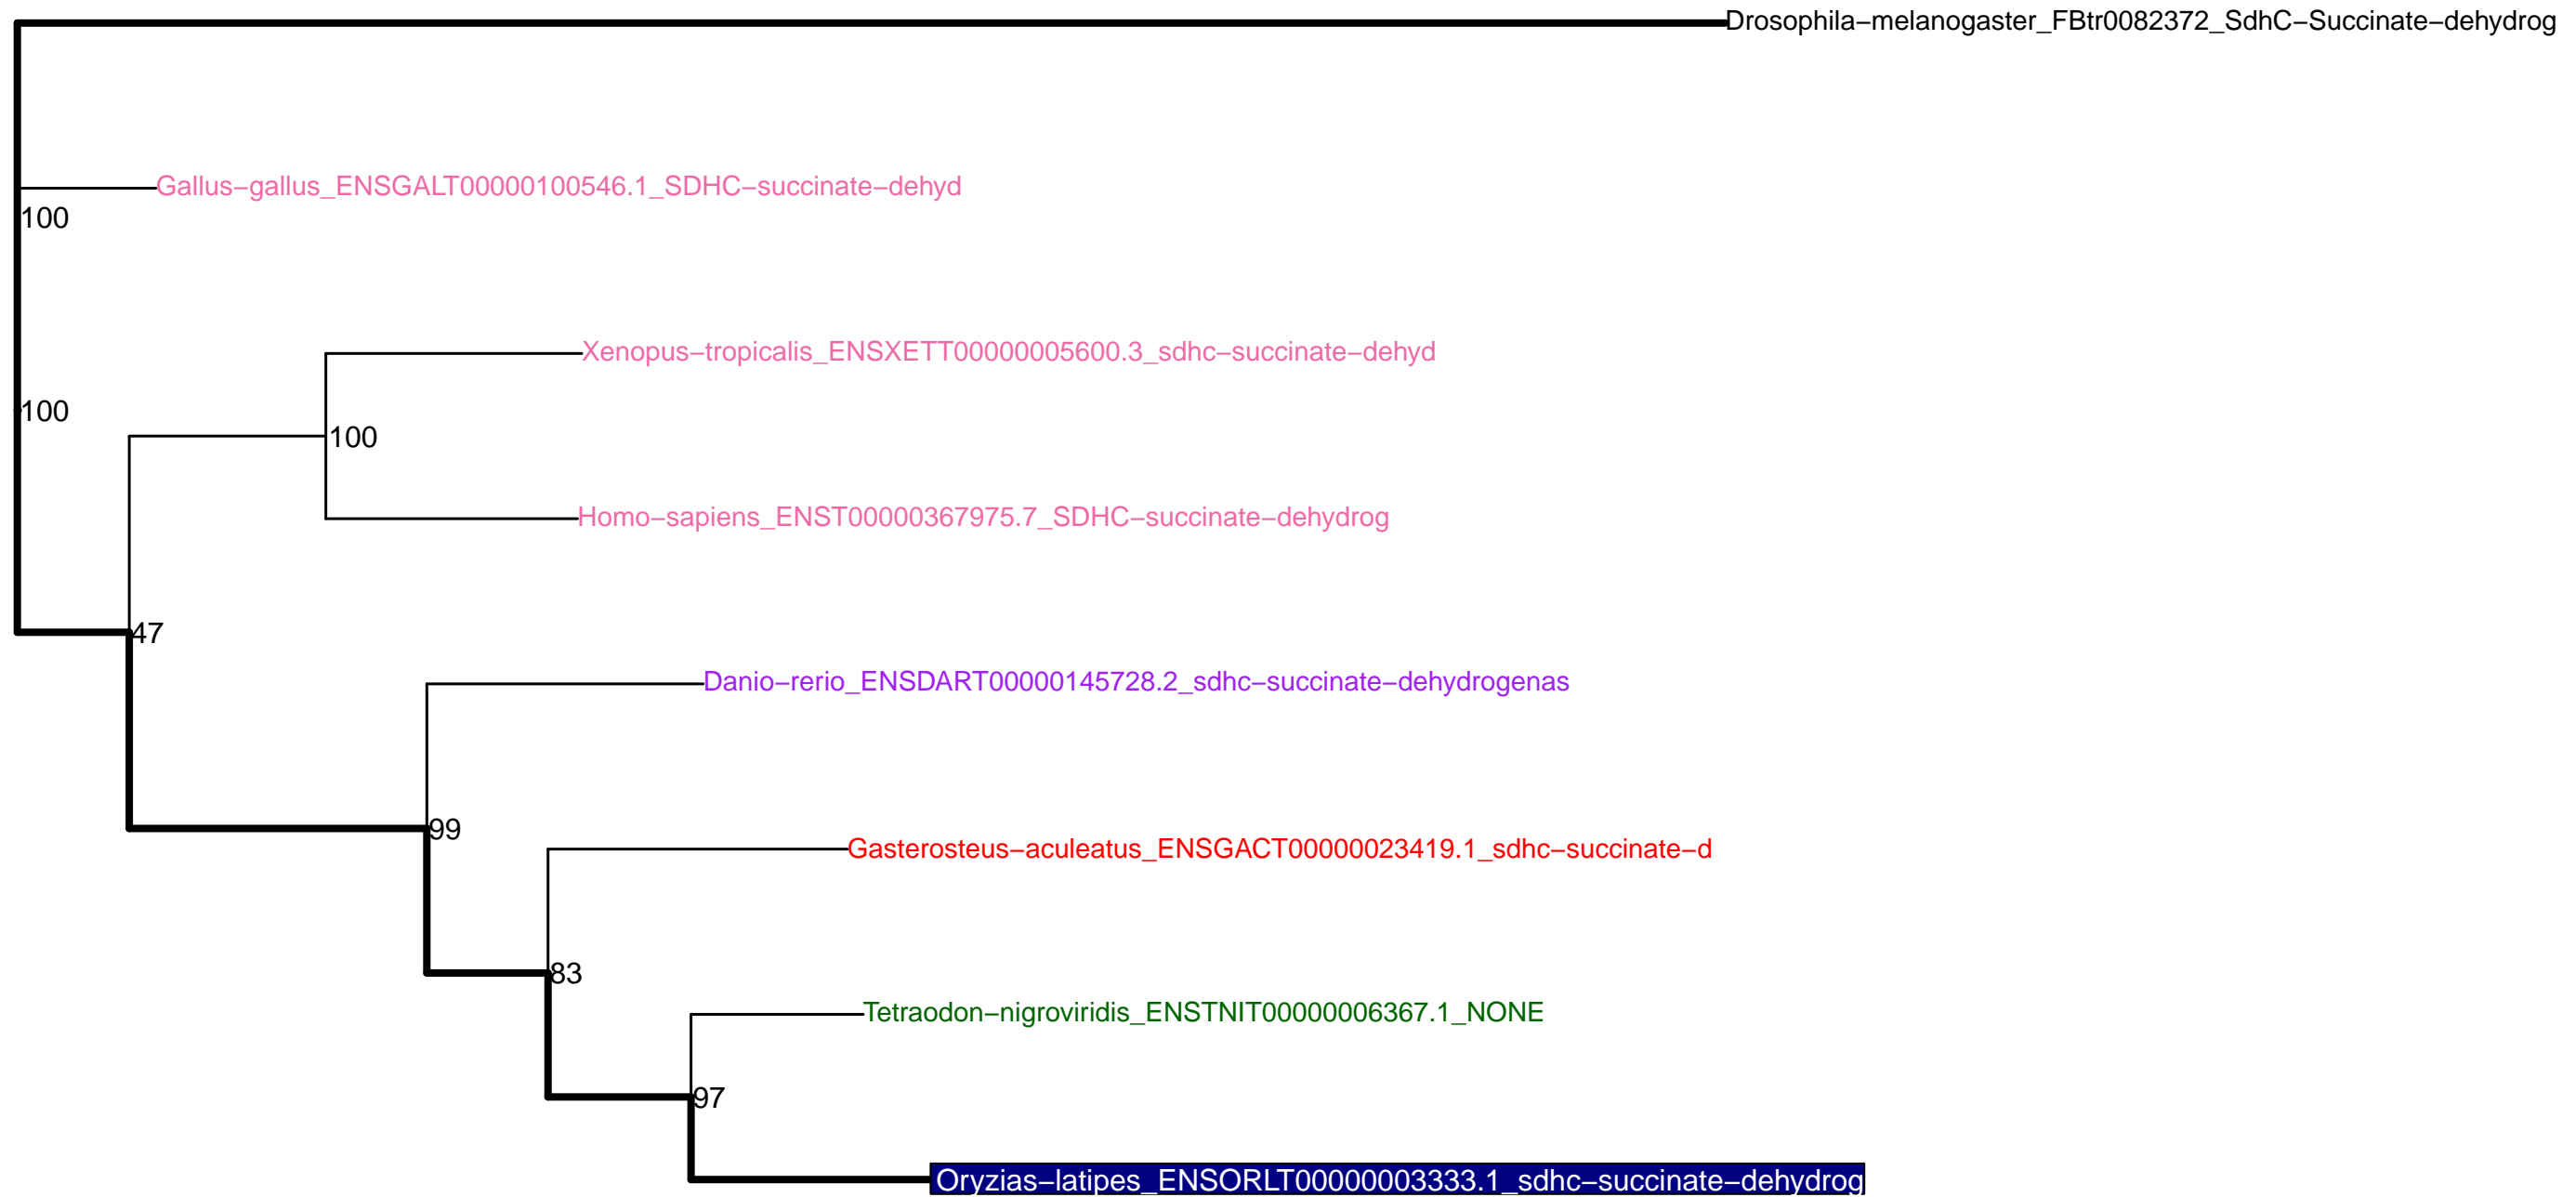 Drosophila−melanogaster_FBtr0082372_SdhC−Succinate−dehydrog
Gallus−gallus_ENSGALT00000100546.1_SDHC−succinate−dehyd
100
Xenopus−tropicalis_ENSXETT00000005600.3_sdhc−succinate−dehyd
100
100
Homo−sapiens_ENST00000367975.7_SDHC−succinate−dehydrog
47
Danio−rerio_ENSDART00000145728.2_sdhc−succinate−dehydrogenas
99
Gasterosteus−aculeatus_ENSGACT00000023419.1_sdhc−succinate−d
83
Tetraodon−nigroviridis_ENSTNIT00000006367.1_NONE
97
Oryzias−latipes_ENSORLT00000003333.1_sdhc−succinate−dehydrog